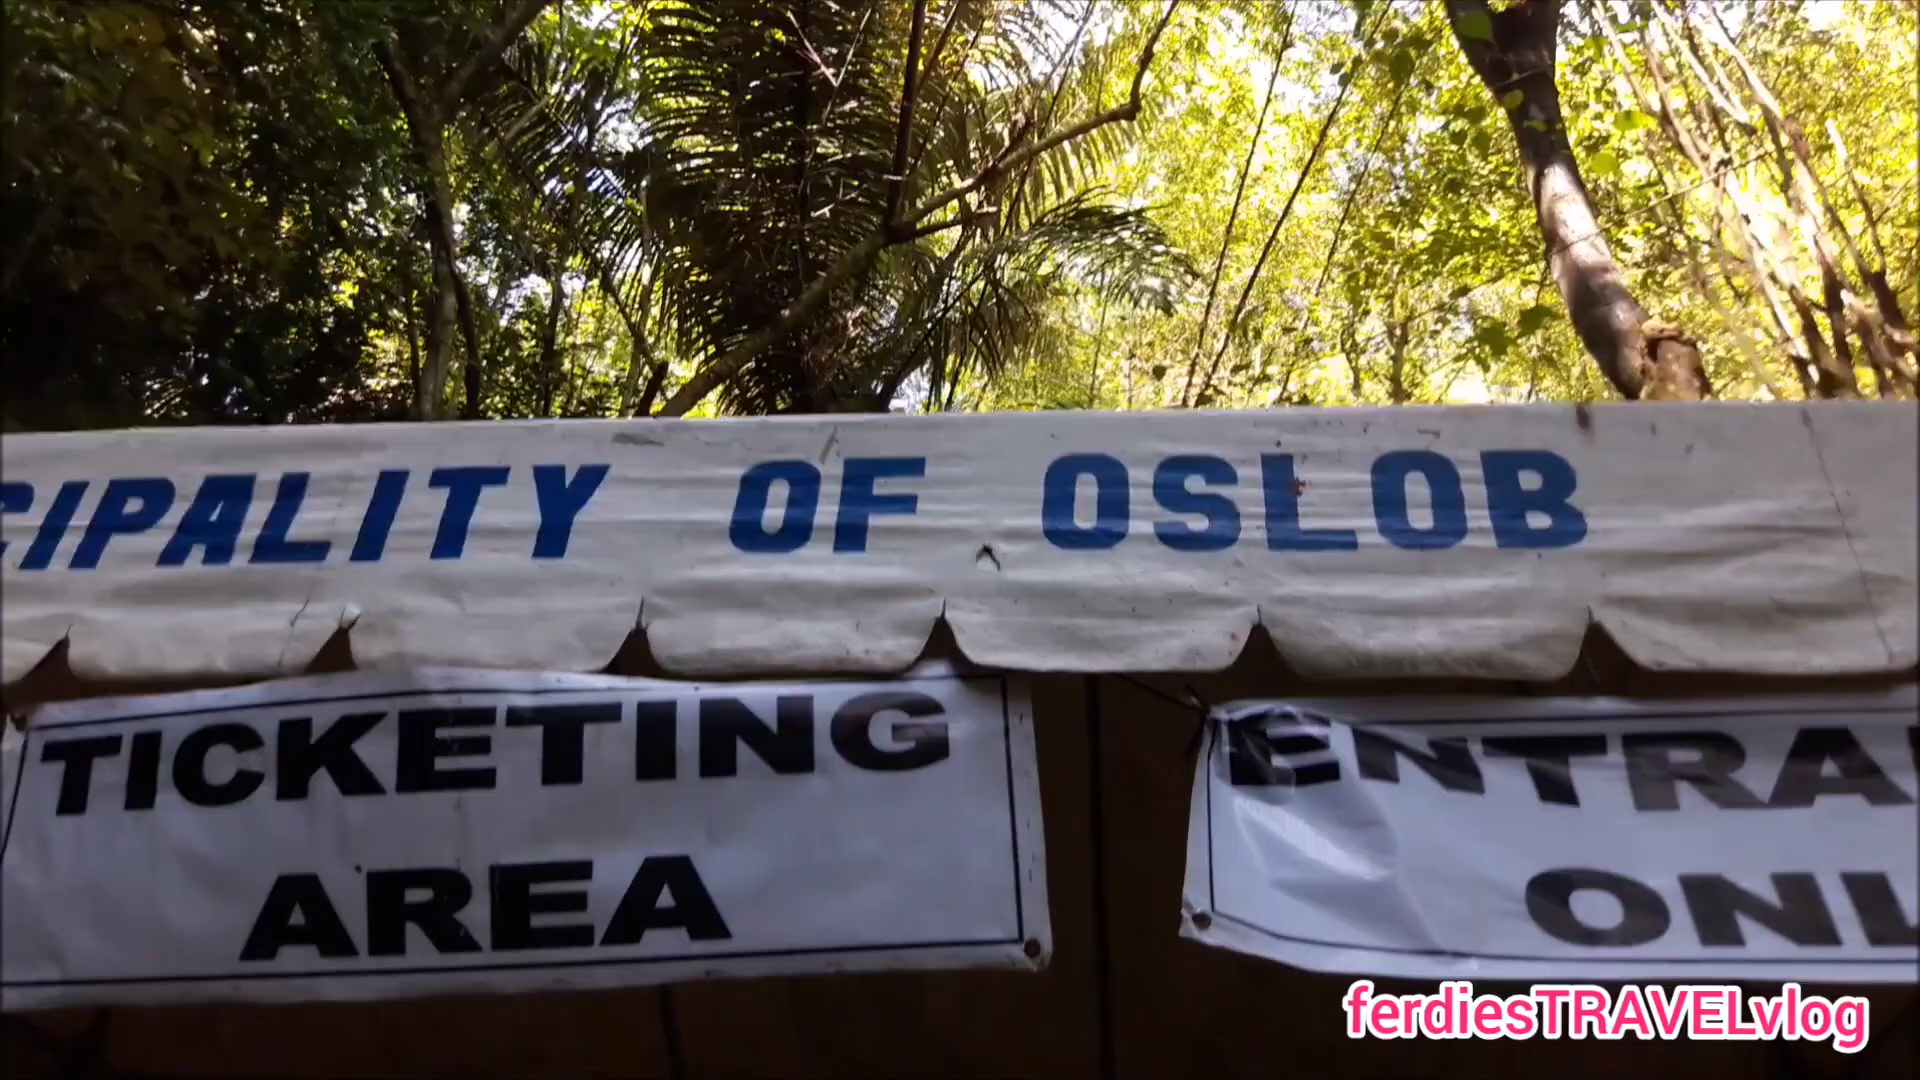 CIPALITY OF OSLOB
TICKETING
AREA
ENTRA
ONL
ferdiesTRAVELvlog